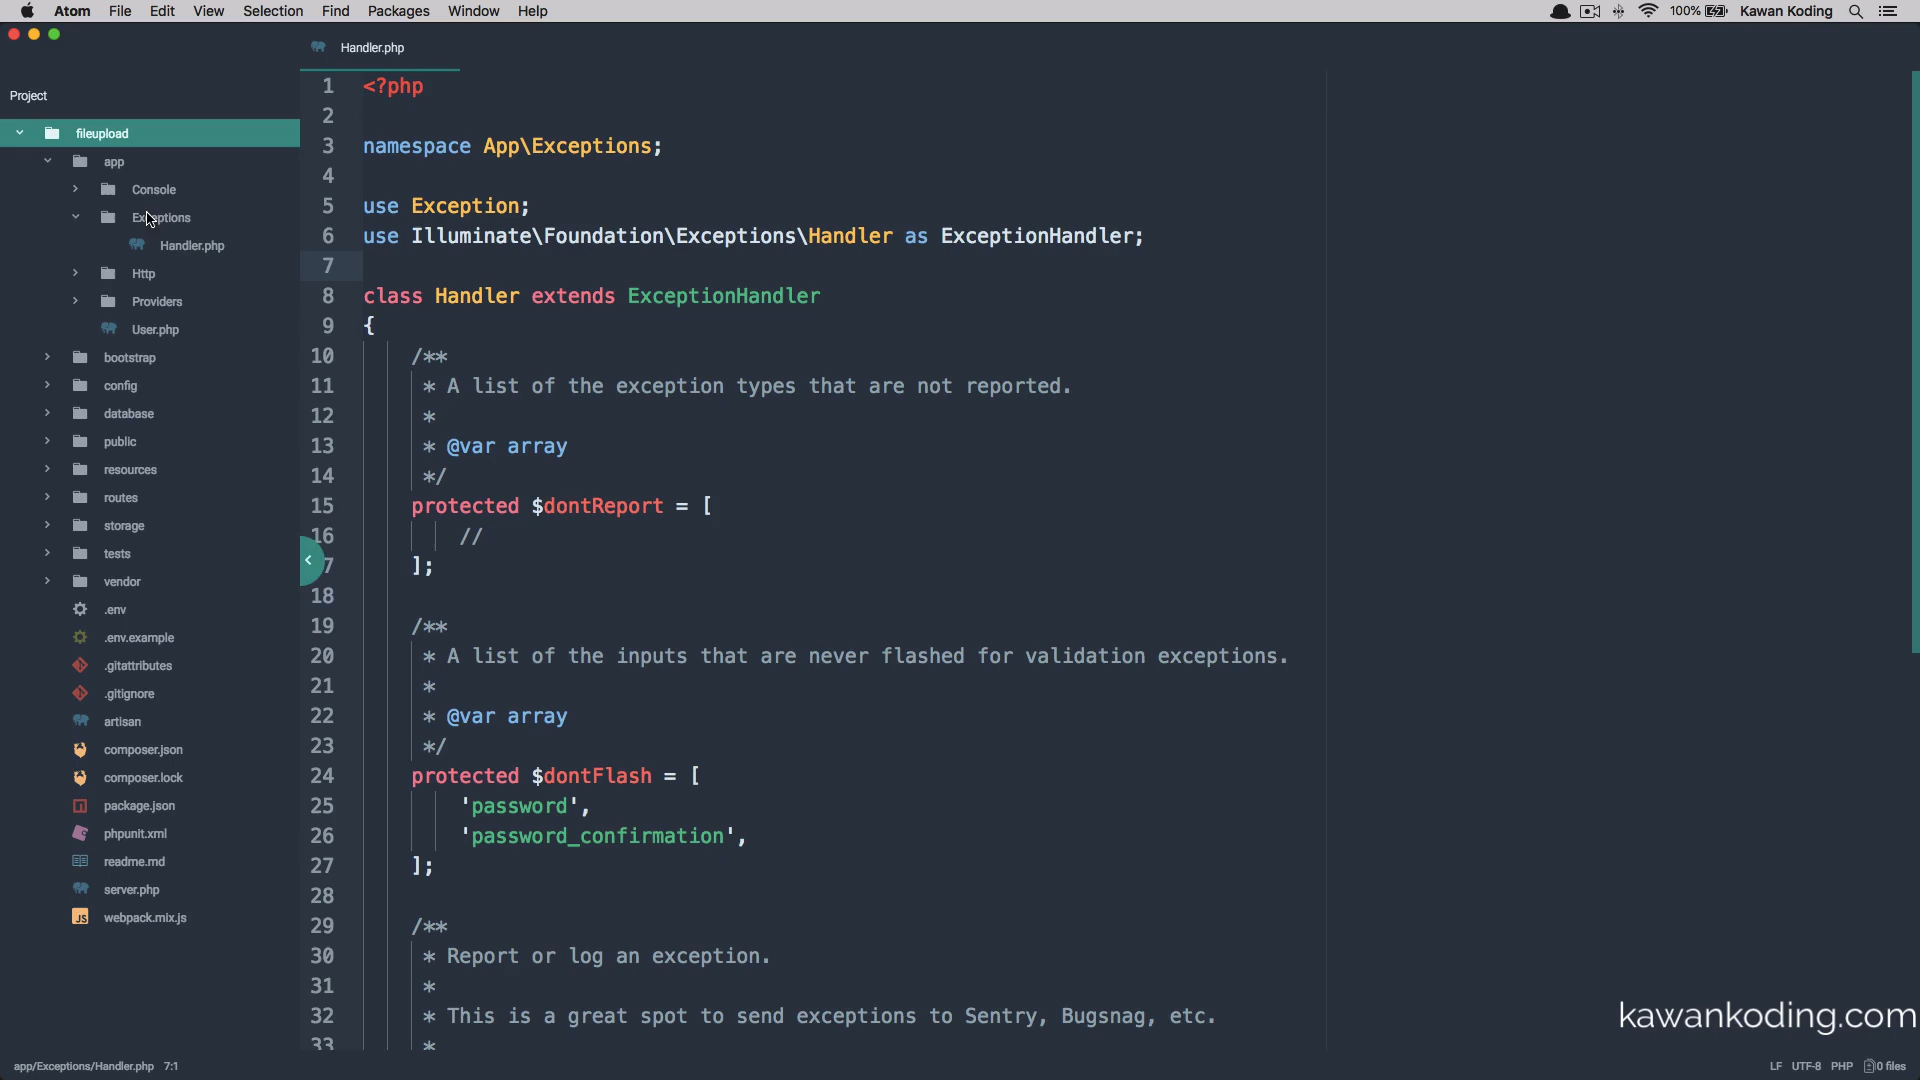 Atom File Edit View Selection Find Packages Window Help 100% Kawan Koding
Handler.php
Project
fileupload
app
Console
Exceptions
Handler.php
Http
Providers
User.php
bootstrap
config
database
public
resources
routes
storage
tests
vendor
.env
.env.example
.gitattributes
.gitignore
artisan
composer.json
composer.lock
package.json
phpunit.xml
readme.md
server.php
JS webpack.mix.js
1 <?php
2
3 namespace App\Exceptions;
4
5 use Exception;
6 use Illuminate\Foundation\Exceptions\Handler as ExceptionHandler;
7
8 class Handler extends ExceptionHandler
9 {
10 /**
11 * A list of the exception types that are not reported.
12 *
13 * @var array
14 */
15 protected $dontReport = [
16 //
7 ];
18
19 /**
20 * A list of the inputs that are never flashed for validation exceptions.
21 *
22 * @var array
23 */
24 protected $dontFlash = [
25 'password',
26 'password_confirmation',
27 ];
28
29 /**
30 * Report or log an exception.
31 *
32 * This is a great spot to send exceptions to Sentry, Bugsnag, etc.
33 *
kawankoding.com
app/Exceptions/Handler.php 7:1 LF UTF-8 PHP 0 files